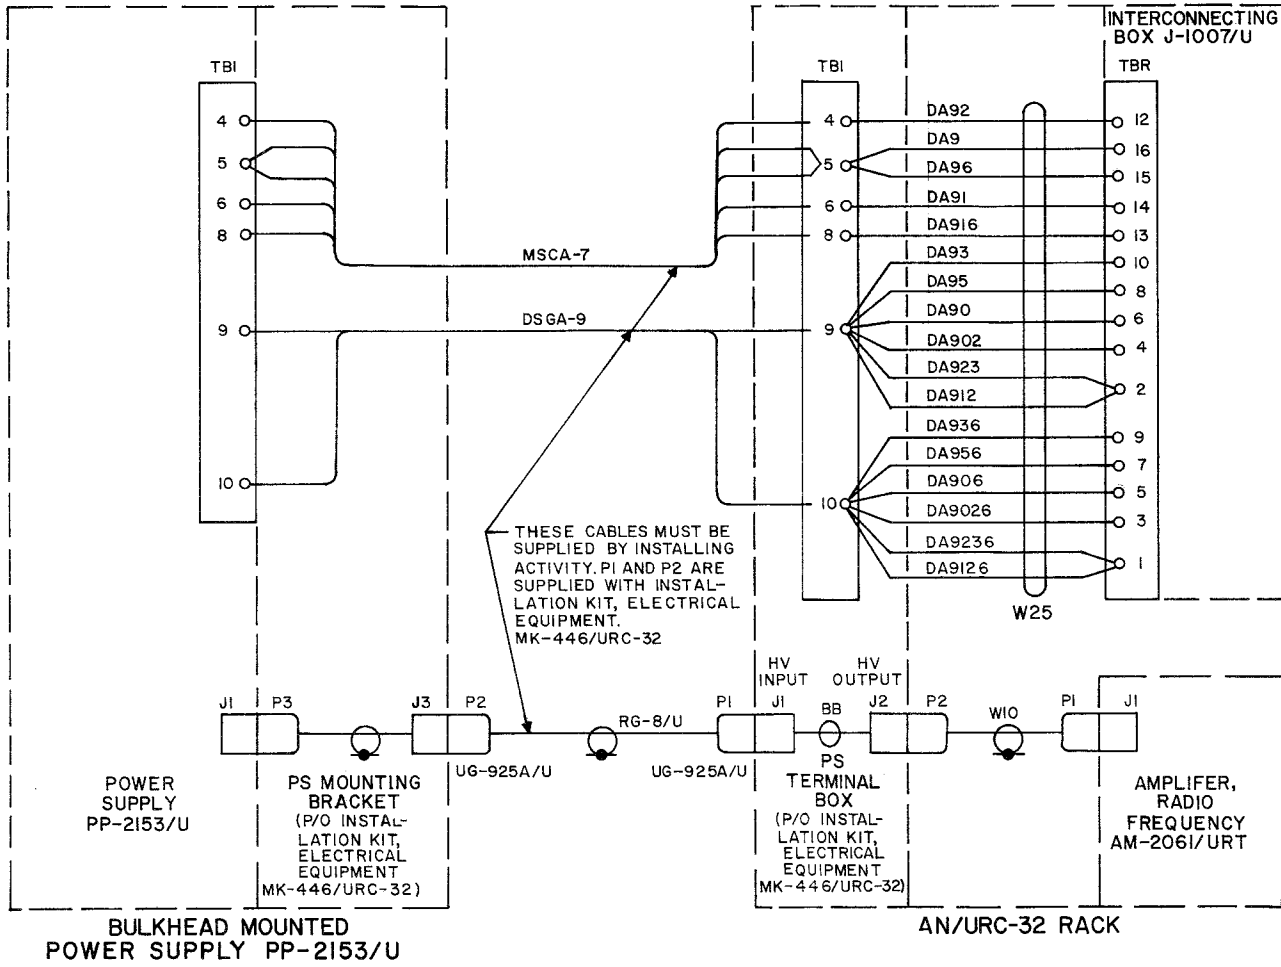 INTERCONNECTING
BOX J-1007/U
TB1
TB1
TBR
4
5
6
8
9
10
MSCA-7
DSGA-9
4
5
6
8
9
10
DA92
DA9
DA96
DA91
DA916
DA93
DA95
DA90
DA902
DA923
DA912
DA936
DA956
DA906
DA9026
DA9236
DA9126
12
16
15
14
13
10
8
6
4
2
9
7
5
3
1
W25
THESE CABLES MUST BE
SUPPLIED BY INSTALLING
ACTIVITY. P1 AND P2 ARE
SUPPLIED WITH INSTAL-
LATION KIT, ELECTRICAL
EQUIPMENT.
MK-446/URC-32
HV
INPUT
HV
OUTPUT
J1
P3
J3
P2
RG-8/U
P1
J1
BB
J2
P2
W10
P1
J1
UG-925A/U
UG-925A/U
POWER
SUPPLY
PP-2153/U
PS MOUNTING
BRACKET
(P/O INSTAL-
LATION KIT,
ELECTRICAL
EQUIPMENT
MK-446/URC-32)
PS
TERMINAL
BOX
(P/O INSTAL-
LATION KIT,
ELECTRICAL
EQUIPMENT
MK-446/URC-32)
AMPLIFER,
RADIO
FREQUENCY
AM-2061/URT
BULKHEAD MOUNTED
POWER SUPPLY PP-2153/U
AN/URC-32 RACK